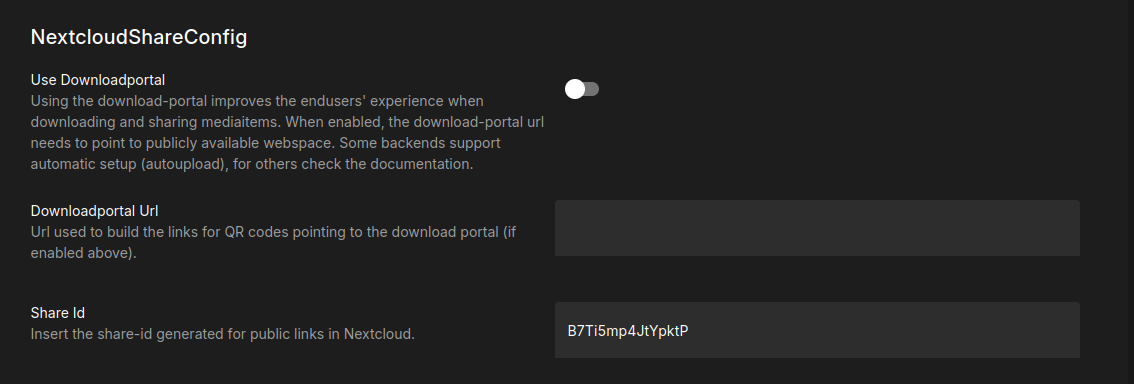 NextcloudShareConfig
Use Downloadportal
Using the download-portal improves the endusers' experience when
downloading and sharing mediaitems. When enabled, the download-portal url
needs to point to publicly available webspace. Some backends support
automatic setup (autoupload), for others check the documentation.
Downloadportal Url
Url used to build the links for QR codes pointing to the download portal (if
enabled above).
Share Id
Insert the share-id generated for public links in Nextcloud.
B7Ti5mp4JtYpktP